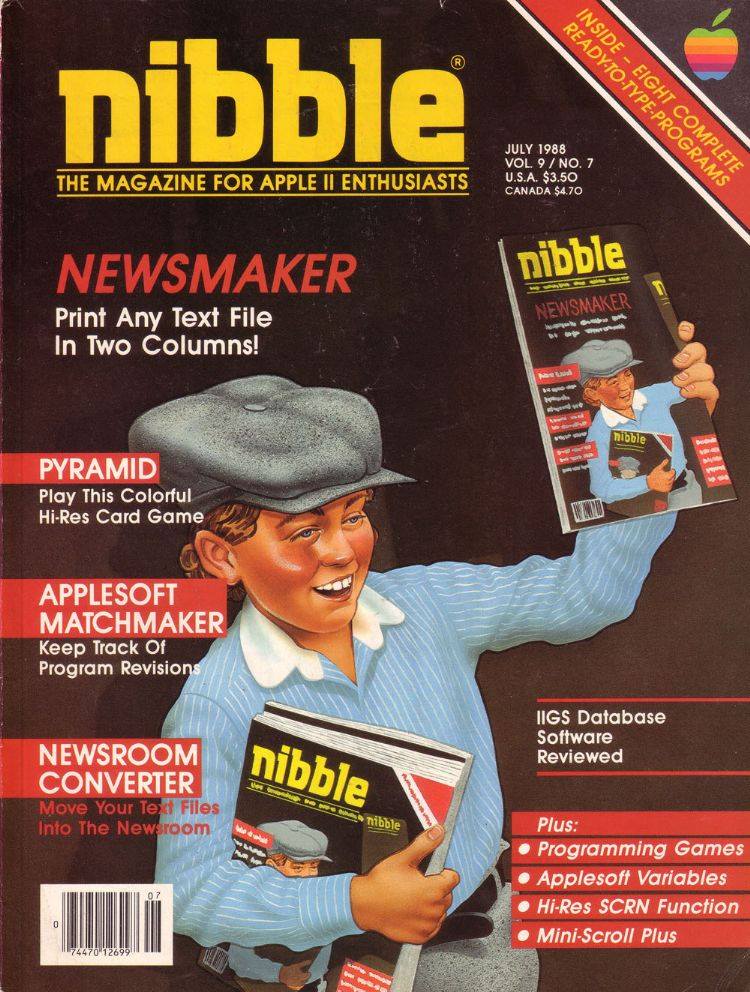 INSIDE – EIGHT COMPLETE
READY-TO-TYPE-PROGRAMS
nibble®
THE MAGAZINE FOR APPLE II ENTHUSIASTS
JULY 1988
VOL. 9 / NO. 7
U.S.A. $3.50
CANADA $4.70
NEWSMAKER
Print Any Text File
In Two Columns!
nibble
NEWSMAKER
nibble
PYRAMID
Play This Colorful
Hi-Res Card Game
APPLESOFT
MATCHMAKER
Keep Track Of
Program Revisions
IIGS Database
Software
Reviewed
NEWSROOM
CONVERTER
Move Your Text Files
Into The Newsroom
nibble
nibble
Plus:
● Programming Games
● Applesoft Variables
● Hi-Res SCRN Function
● Mini-Scroll Plus
07
0 74470 12699